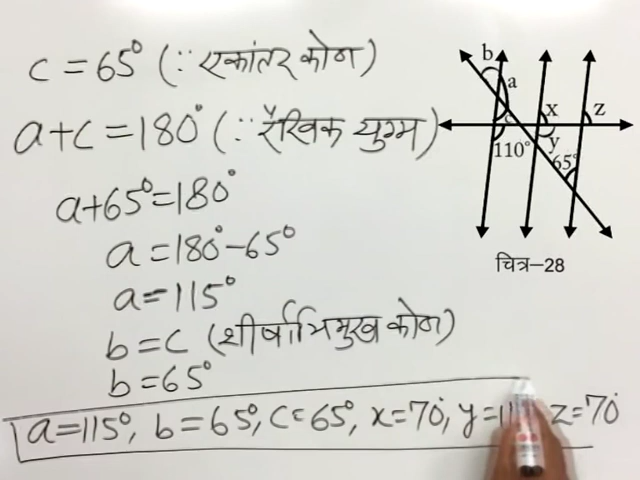 c = 65° (∵ एकांतर कोण)
a+c = 180° (∵ रैखिक युग्म)
a+65° = 180°
a = 180° – 65°
a = 115°
b = c (शीर्षाभिमुख कोण)
b = 65°
a = 115°, b = 65°, c = 65°, x = 70°, y = 11 z = 70°
b
a
c
x
z
110°
y
65°
चित्र–28